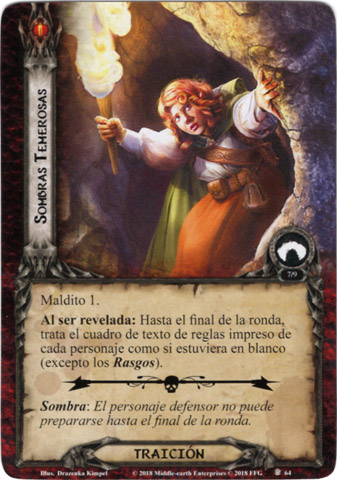 SOMBRAS TEMEROSAS
7/9
Maldito 1.
Al ser revelada: Hasta el final de la ronda,
trata el cuadro de texto de reglas impreso de
cada personaje como si estuviera en blanco
(excepto los Rasgos).
Sombra: El personaje defensor no puede
prepararse hasta el final de la ronda.
TRAICIÓN
Illus. Drazenka Kimpel © 2018 Middle-earth Enterprises © 2018 FFG 64